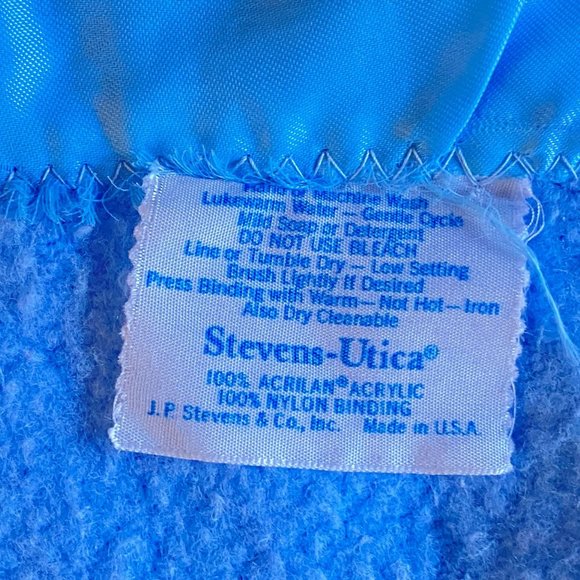 Machine Wash
Lukewarm Water – Gentle Cycle
Mild Soap or Detergent
DO NOT USE BLEACH
Line or Tumble Dry – Low Setting
Brush Lightly if Desired
Press Binding with Warm – Not Hot – Iron
Also Dry Cleanable
Stevens-Utica®
100% ACRILAN® ACRYLIC
100% NYLON BINDING
J. P. Stevens & Co., Inc. Made in U.S.A.